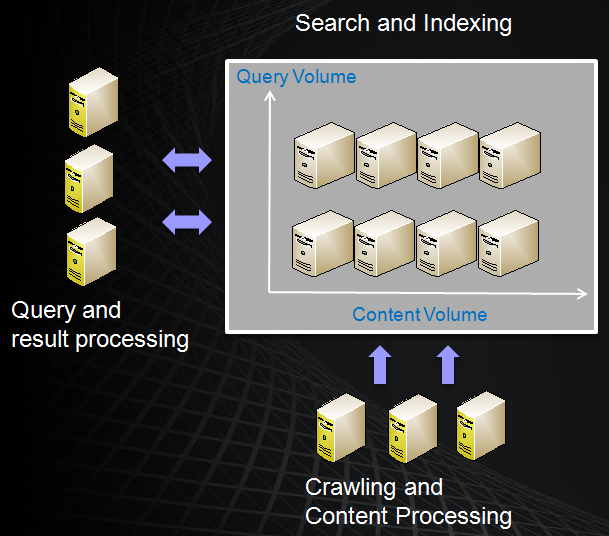 Search and Indexing
Query Volume
Content Volume
Query and
result processing
Crawling and
Content Processing